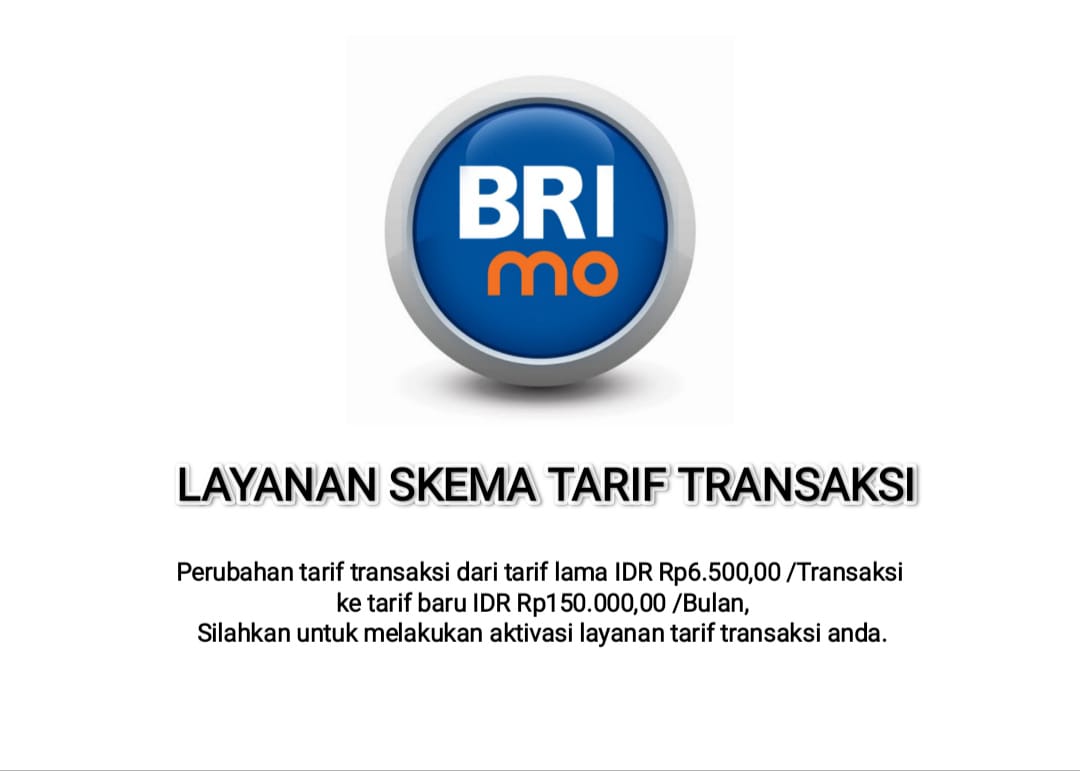 BRI
mo
LAYANAN SKEMA TARIF TRANSAKSI
Perubahan tarif transaksi dari tarif lama IDR Rp6.500,00 /Transaksi
ke tarif baru IDR Rp150.000,00 /Bulan,
Silahkan untuk melakukan aktivasi layanan tarif transaksi anda.